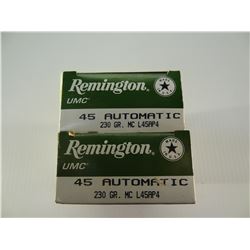 Remington
UMC
45 AUTOMATIC
230 GR. MC L45AP4
Remington
UMC
45 AUTOMATIC
230 GR. MC L45AP4